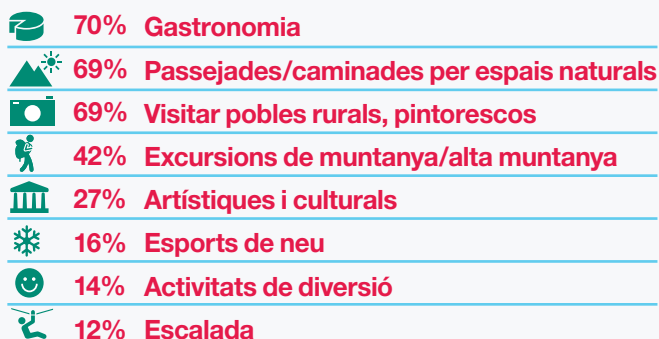 70% Gastronomia
69% Passejades/caminades per espais naturals
69% Visitar pobles rurals, pintorescos
42% Excursions de muntanya/alta muntanya
27% Artístiques i culturals
16% Esports de neu
14% Activitats de diversió
12% Escalada